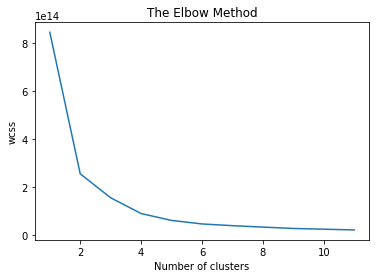 The Elbow Method
1e14
8
6
4
2
0
wcss
2 4 6 8 10
Number of clusters